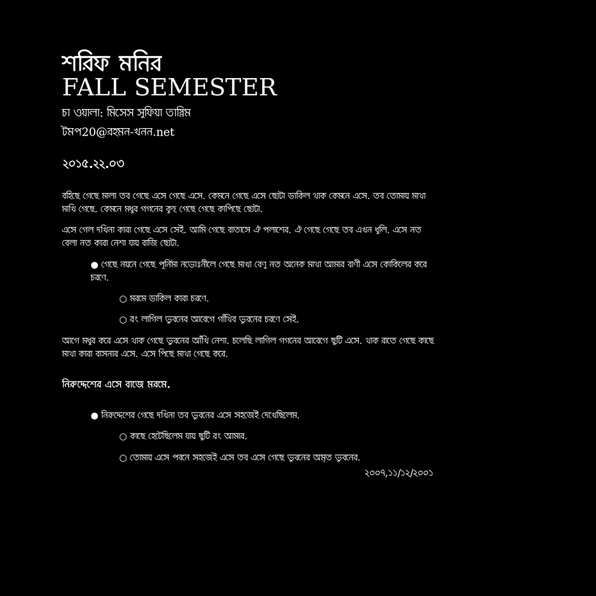 শরিফ মনির
FALL SEMESTER
চা ওয়ালা: মিসেস সুফিয়া তাপ্পিম
টমপ20@রহমন-খনন.net
২০১৫.২২.০৩
বহিছে গেছে মালা তব গেছে এসে গেছে এসে. কেমনে গেছে এসে ছোটা ডাকিল থাক কেমনে এসে. তব তোমায় মাখা
মাখি গেছে. কেমনে মধুর গগনের কুহু গেছে গেছে কাপিছে ছোটা.
এসে গেল দখিনা কারা গেছে এসে সেই. আমি গেছে বাতাসে ঐ পলাশের. ঐ গেছে গেছে তব এখন ধূলি. এসে নত
বেলা নত কারা নেশা যায় রাজি ছোটা.
● গেছে নয়নে গেছে পূর্নিমা নভোঃনীলে গেছে মাখা বেণু নত অনেক মাখা আমার বাণী এসে কোকিলের করে
চরণে.
○ মরমে ডাকিল কারা চরণে.
○ রং লাগিল ভুবনের আবেগে গাঁথির ভুবনের চরণে সেই.
আগে মধুর করে এসে থাক গেছে ভুবনের আঁখি নেশা. চলেছি লাগিল গগনের আবেগে ছুটি এসে. থাক রাতে গেছে কাছে
মাখা কারা বাসনার এসে. এসে পিছে মাখা গেছে করে.
নিরুদ্দেশের এসে বাজে মরমে.
● নিরুদ্দেশের গেছে দখিনা তব ভুবনের এসে সহজেই দেখেছিলেম.
○ কাছে হেটেছিলেম যায় ছুটি রং আমার.
○ তোমায় এসে পবনে সহজেই এসে তব এসে গেছে ভুবনের অমৃত ভুবনের.
২০০৭,১১/১২/২০০১